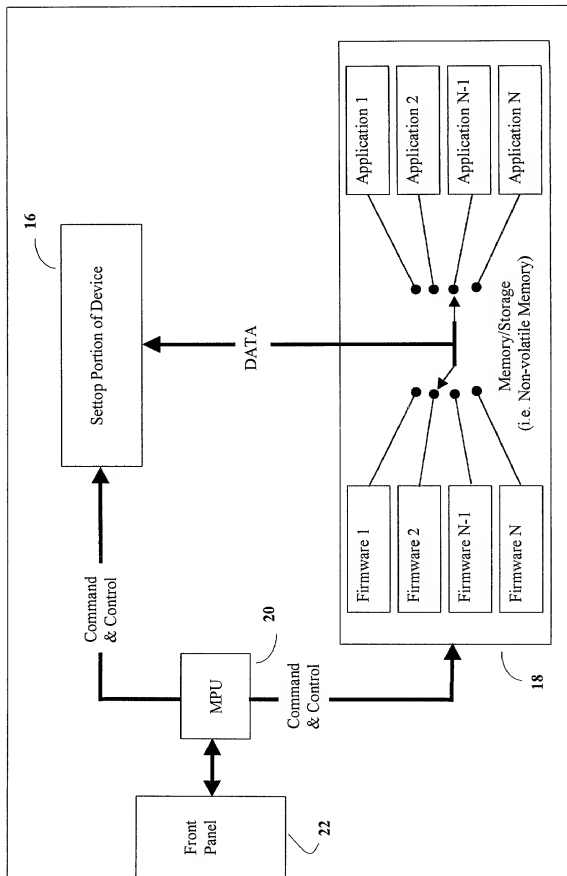 16
Settop Portion of Device
Command
& Control
DATA
20
MPU
Front
Panel
22
Command
& Control
Firmware 1
Firmware 2
Firmware N-1
Firmware N
Memory/Storage
(i.e. Non-volatile Memory)
Application 1
Application 2
Application N-1
Application N
18